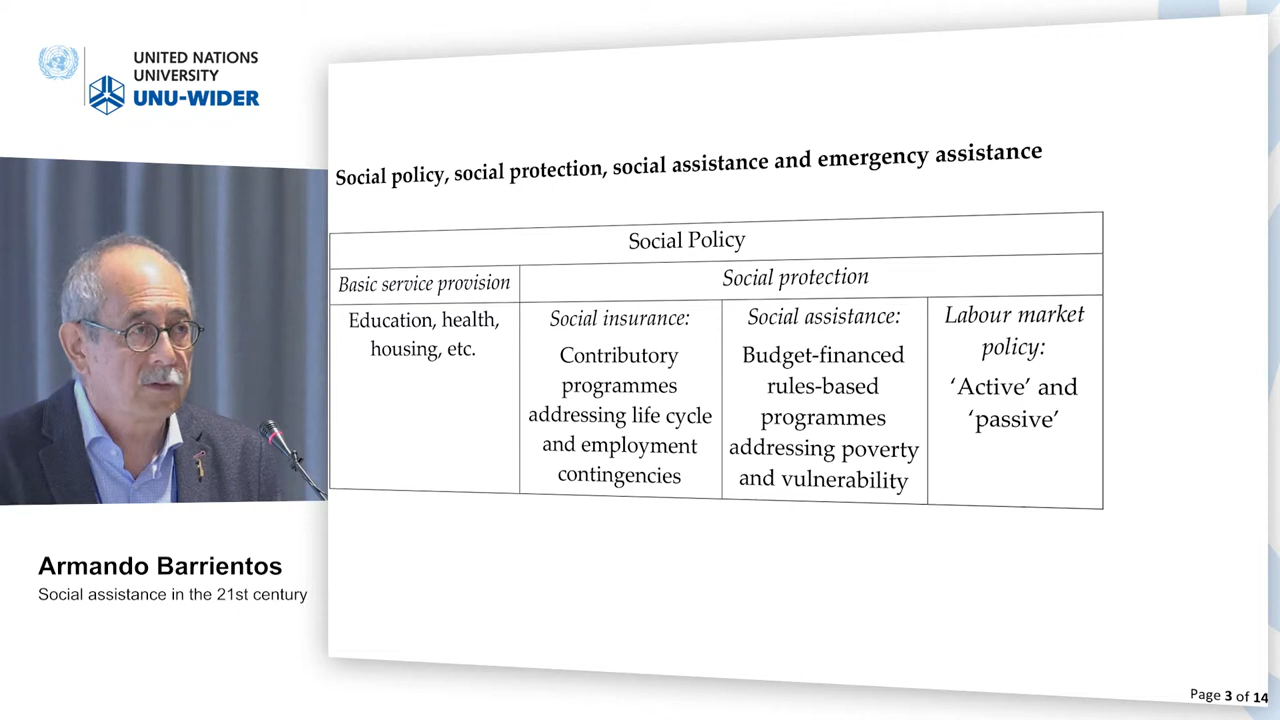 UNITED NATIONS
UNIVERSITY
UNU-WIDER
Social policy, social protection, social assistance and emergency assistance
Social Policy
Basic service provision
Social protection
Education, health,
housing, etc.
Social insurance:
Contributory
programmes
addressing life cycle
and employment
contingencies
Social assistance:
Budget-financed
rules-based
programmes
addressing poverty
and vulnerability
Labour market
policy:
‘Active’ and
‘passive’
Armando Barrientos
Social assistance in the 21st century
Page 3 of 14